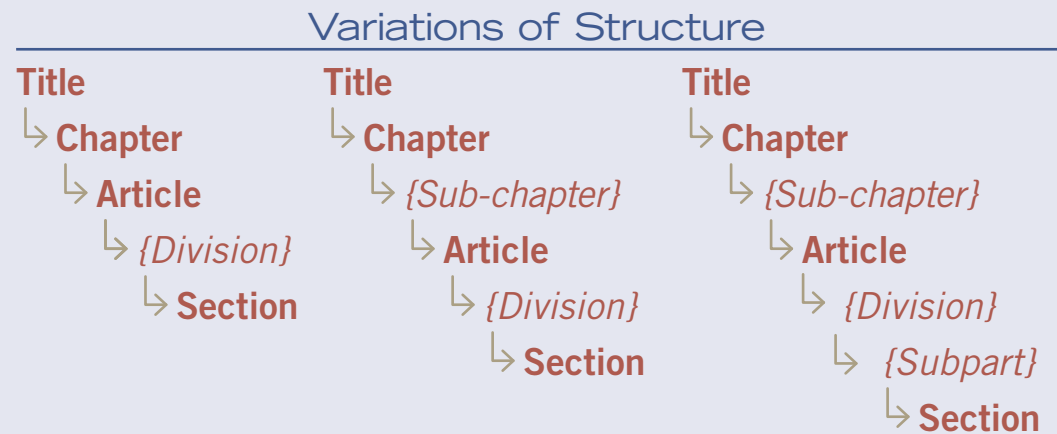 Variations of Structure
Title
Chapter
Article
{Division}
Section
Title
Chapter
{Sub-chapter}
Article
{Division}
Section
Title
Chapter
{Sub-chapter}
Article
{Division}
{Subpart}
Section